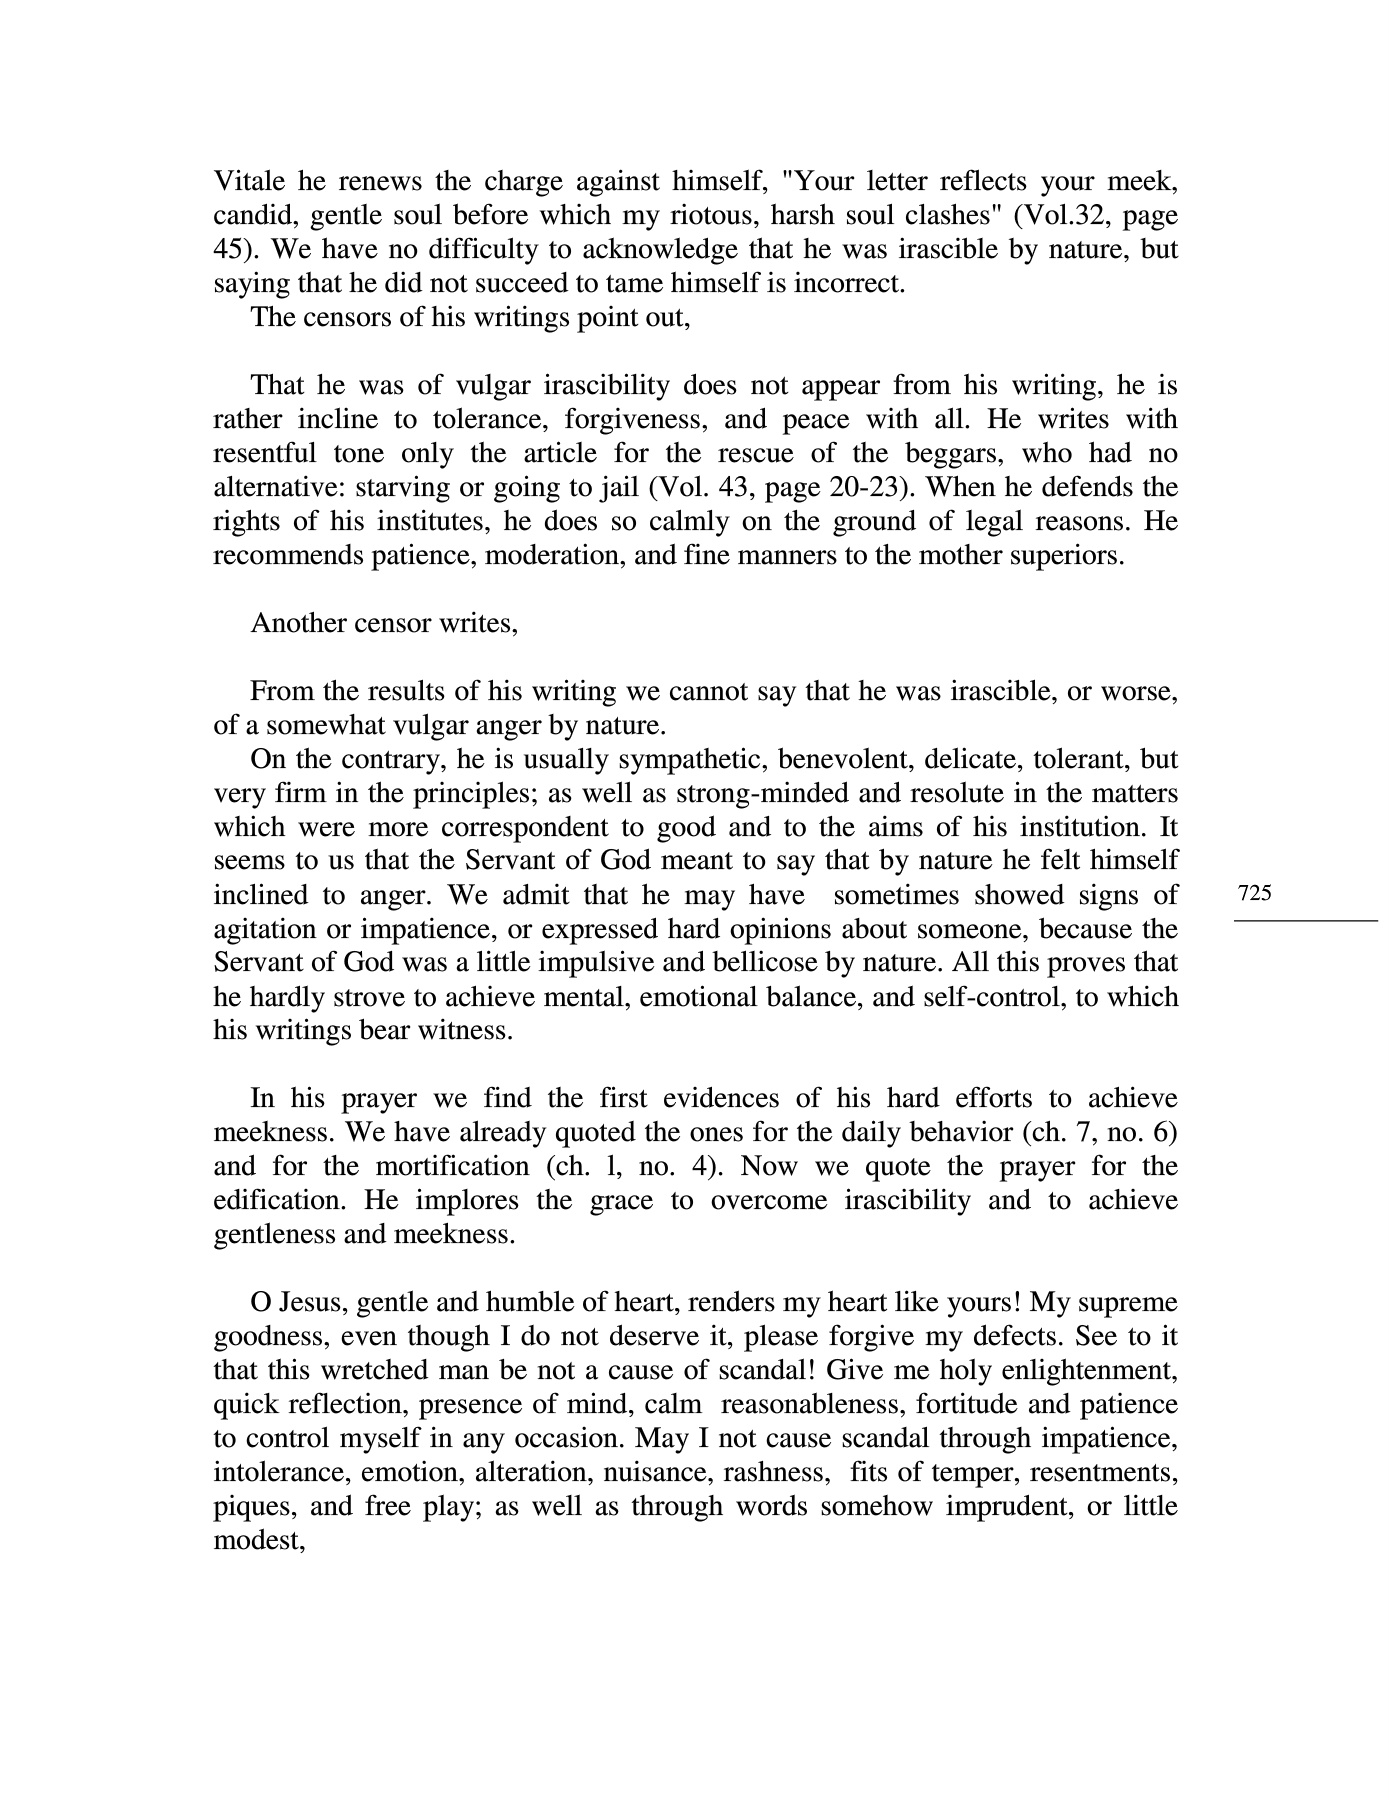 Vitale he renews the charge against himself, "Your letter reflects your meek,
candid, gentle soul before which my riotous, harsh soul clashes" (Vol.32, page
45). We have no difficulty to acknowledge that he was irascible by nature, but
saying that he did not succeed to tame himself is incorrect.
The censors of his writings point out,
That he was of vulgar irascibility does not appear from his writing, he is
rather incline to tolerance, forgiveness, and peace with all. He writes with
resentful tone only the article for the rescue of the beggars, who had no
alternative: starving or going to jail (Vol. 43, page 20-23). When he defends the
rights of his institutes, he does so calmly on the ground of legal reasons. He
recommends patience, moderation, and fine manners to the mother superiors.
Another censor writes,
From the results of his writing we cannot say that he was irascible, or worse,
of a somewhat vulgar anger by nature.
On the contrary, he is usually sympathetic, benevolent, delicate, tolerant, but
very firm in the principles; as well as strong-minded and resolute in the matters
which were more correspondent to good and to the aims of his institution. It
seems to us that the Servant of God meant to say that by nature he felt himself
inclined to anger. We admit that he may have  sometimes showed signs of
agitation or impatience, or expressed hard opinions about someone, because the
Servant of God was a little impulsive and bellicose by nature. All this proves that
he hardly strove to achieve mental, emotional balance, and self-control, to which
his writings bear witness.
725
In his prayer we find the first evidences of his hard efforts to achieve
meekness. We have already quoted the ones for the daily behavior (ch. 7, no. 6)
and for the mortification (ch. l, no. 4). Now we quote the prayer for the
edification. He implores the grace to overcome irascibility and to achieve
gentleness and meekness.
O Jesus, gentle and humble of heart, renders my heart like yours! My supreme
goodness, even though I do not deserve it, please forgive my defects. See to it
that this wretched man be not a cause of scandal! Give me holy enlightenment,
quick reflection, presence of mind, calm  reasonableness, fortitude and patience
to control myself in any occasion. May I not cause scandal through impatience,
intolerance, emotion, alteration, nuisance, rashness,  fits of temper, resentments,
piques, and free play; as well as through words somehow imprudent, or little
modest,